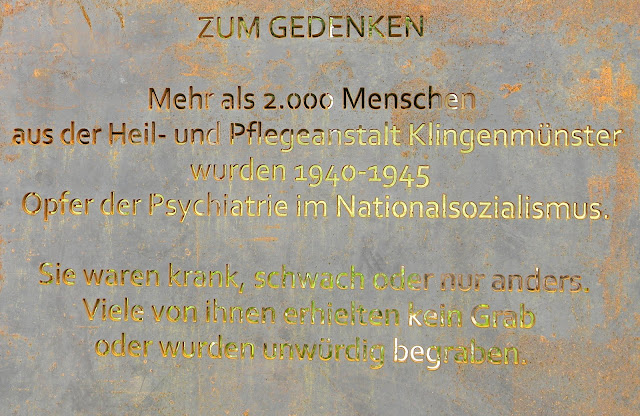 ZUM GEDENKEN
Mehr als 2.000 Menschen
aus der Heil- und Pflegeanstalt Klingenmünster
wurden 1940-1945
Opfer der Psychiatrie im Nationalsozialismus.
Sie waren krank, schwach oder nur anders.
Viele von ihnen erhielten kein Grab
oder wurden unwürdig begraben.